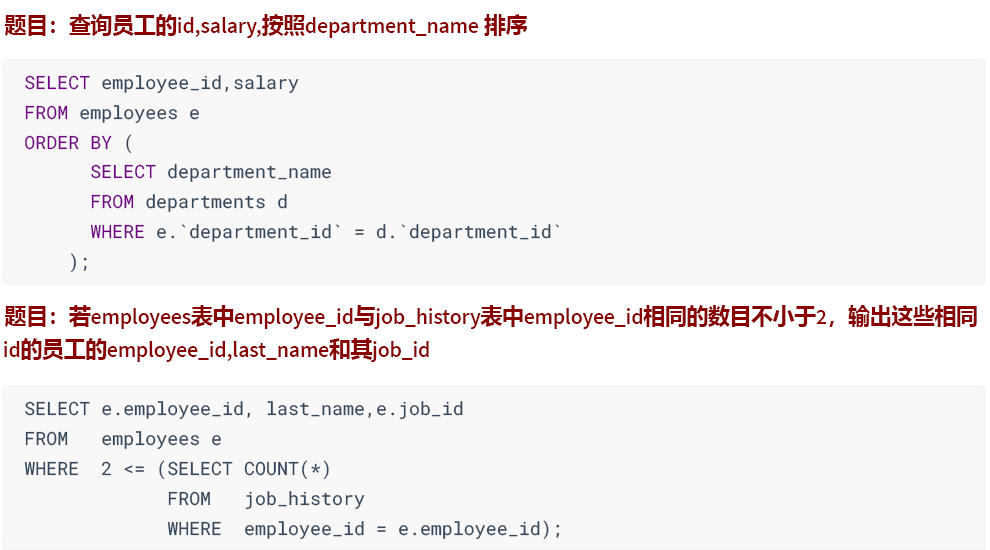 题目：查询员工的id,salary,按照department_name 排序
SELECT employee_id,salary
FROM employees e
ORDER BY (
SELECT department_name
FROM departments d
WHERE e.`department_id` = d.`department_id`
);
题目：若employees表中employee_id与job_history表中employee_id相同的数目不小于2，输出这些相同
id的员工的employee_id,last_name和其job_id
SELECT e.employee_id, last_name,e.job_id
FROM employees e
WHERE 2 <= (SELECT COUNT(*)
FROM job_history
WHERE employee_id = e.employee_id);